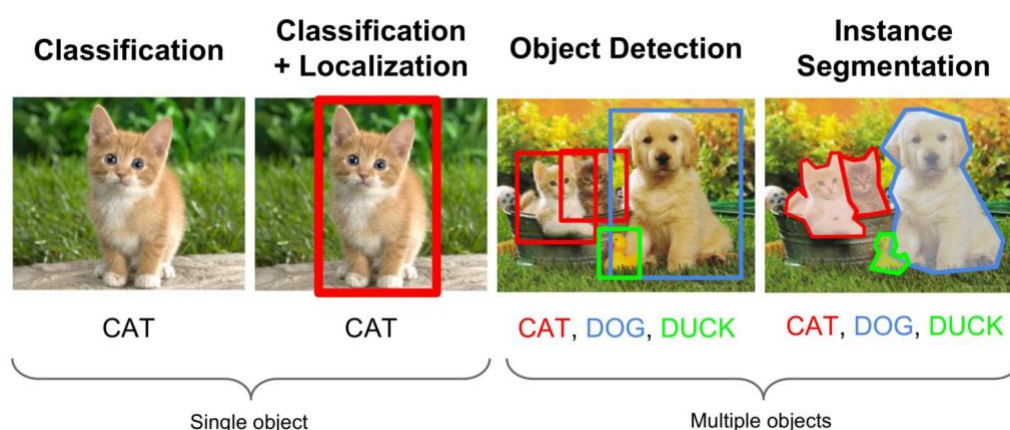 Classification
Classification
+ Localization
Object Detection
Instance
Segmentation
CAT
CAT
CAT, DOG, DUCK
CAT, DOG, DUCK
Single object
Multiple objects